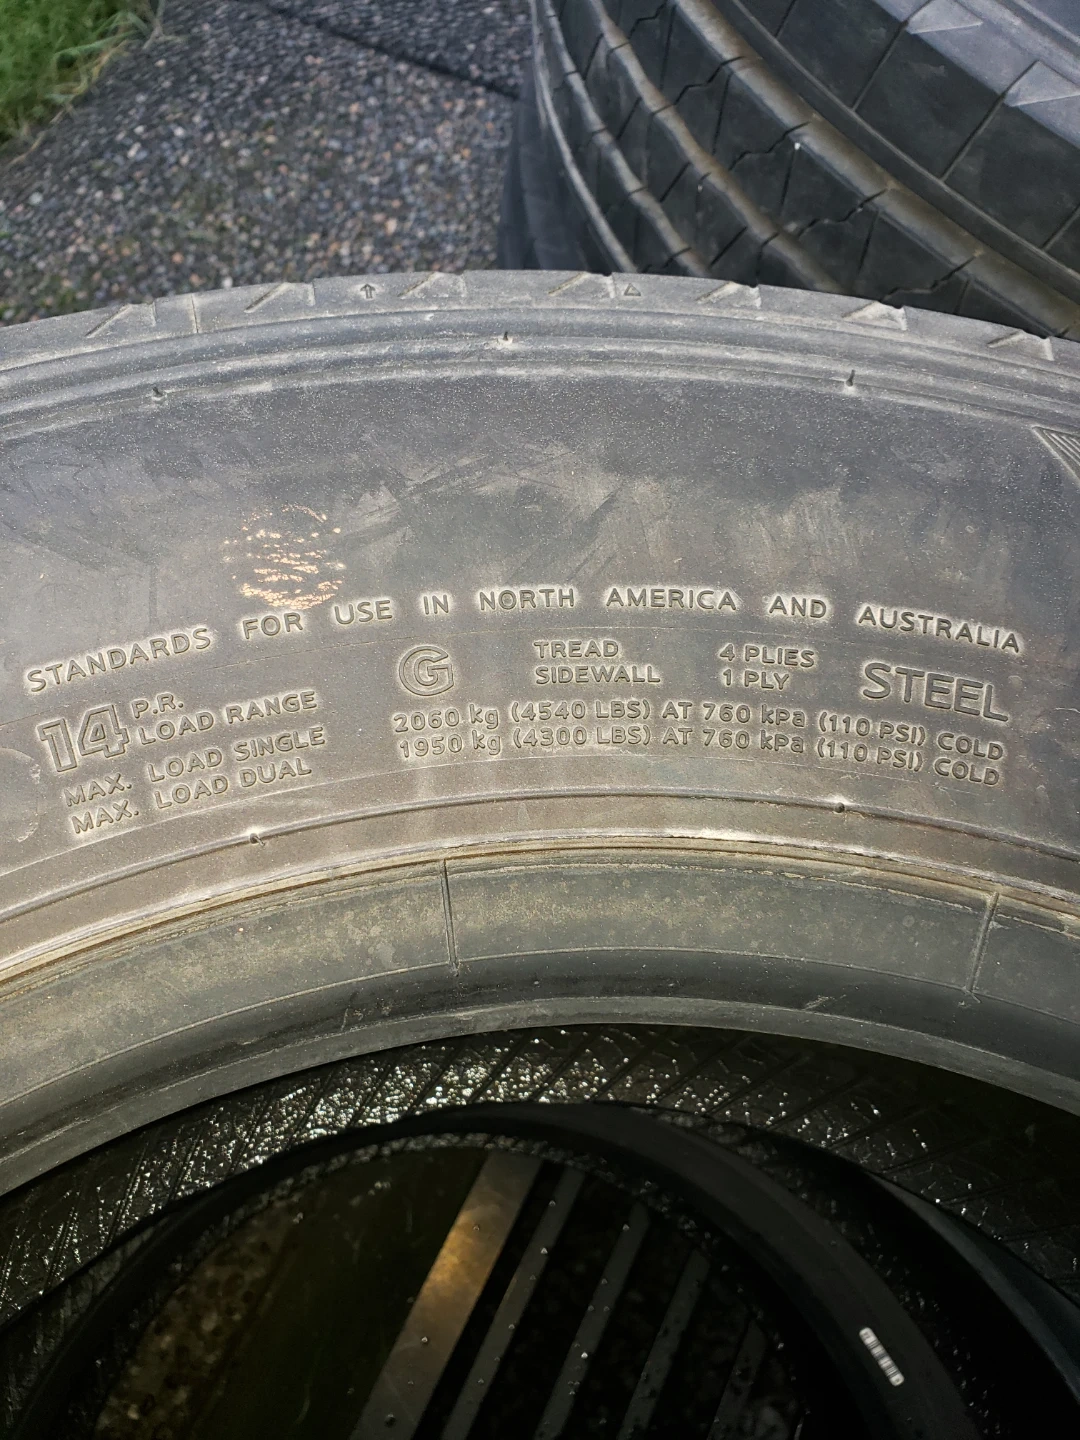 STANDARDS FOR USE IN NORTH AMERICA AND AUSTRALIA
14 P.R.
LOAD RANGE G
TREAD 4 PLIES
SIDEWALL 1 PLY
STEEL
MAX. LOAD SINGLE 2060 kg (4540 LBS) AT 760 kPa (110 PSI) COLD
MAX. LOAD DUAL 1950 kg (4300 LBS) AT 760 kPa (110 PSI) COLD